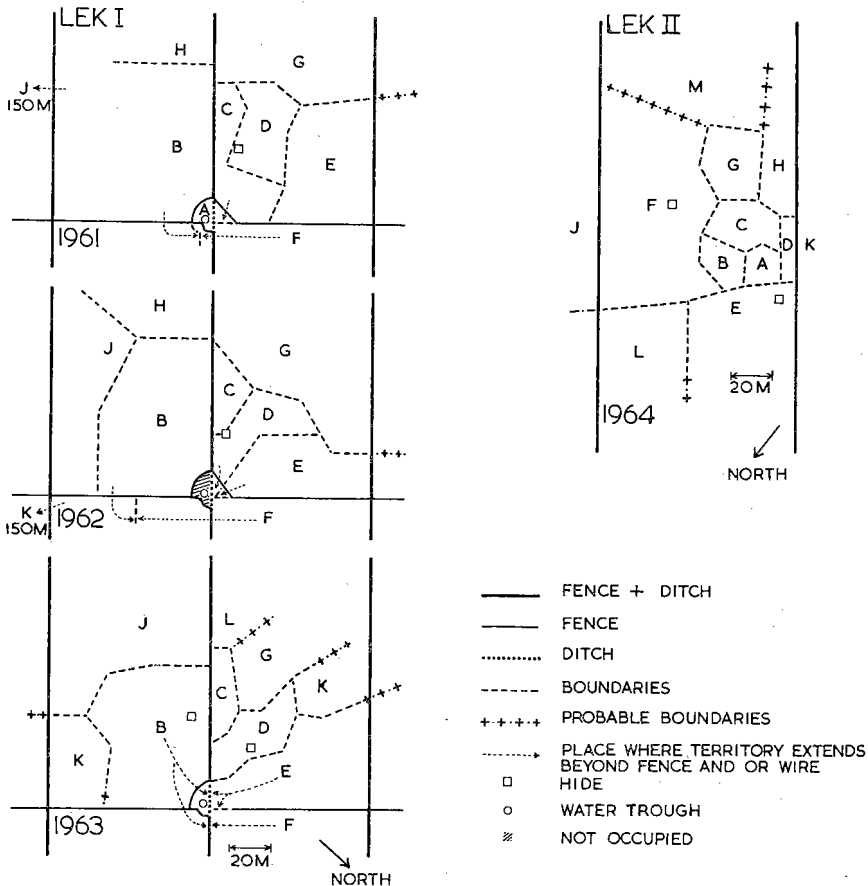 LEK I
H
G
J
150M
C
D
B
E
A
F
1961
H
J
G
C
B
D
E
K
150M
1962
F
J
L
G
C
K
B
D
K
E
1963
F
20M
NORTH
LEK II
M
G
H
F
J
C
D K
B
A
E
L
20M
1964
NORTH
FENCE + DITCH
FENCE
DITCH
BOUNDARIES
PROBABLE BOUNDARIES
PLACE WHERE TERRITORY EXTENDS
BEYOND FENCE AND OR WIRE
HIDE
WATER TROUGH
NOT OCCUPIED